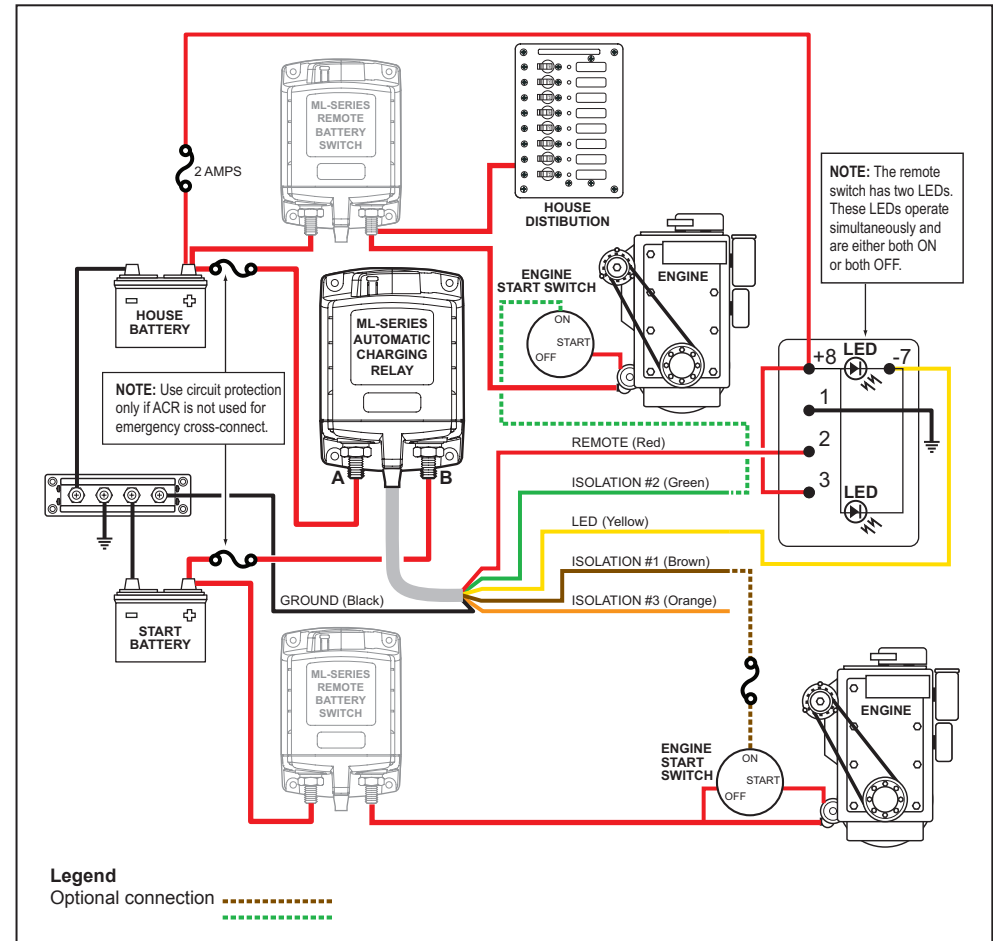 ML-SERIES
REMOTE
BATTERY
SWITCH
2 AMPS
HOUSE
DISTIBUTION
NOTE: The remote
switch has two LEDs.
These LEDs operate
simultaneously and
are either both ON
or both OFF.
HOUSE
BATTERY
ML-SERIES
AUTOMATIC
CHARGING
RELAY
A
B
ENGINE
START SWITCH
ON
START
OFF
ENGINE
+8
LED
-7
1
2
3
LED
NOTE: Use circuit protection
only if ACR is not used for
emergency cross-connect.
REMOTE (Red)
ISOLATION #2 (Green)
LED (Yellow)
ISOLATION #1 (Brown)
ISOLATION #3 (Orange)
GROUND (Black)
START
BATTERY
ML-SERIES
REMOTE
BATTERY
SWITCH
ENGINE
START
SWITCH
ON
START
OFF
ENGINE
Legend
Optional connection